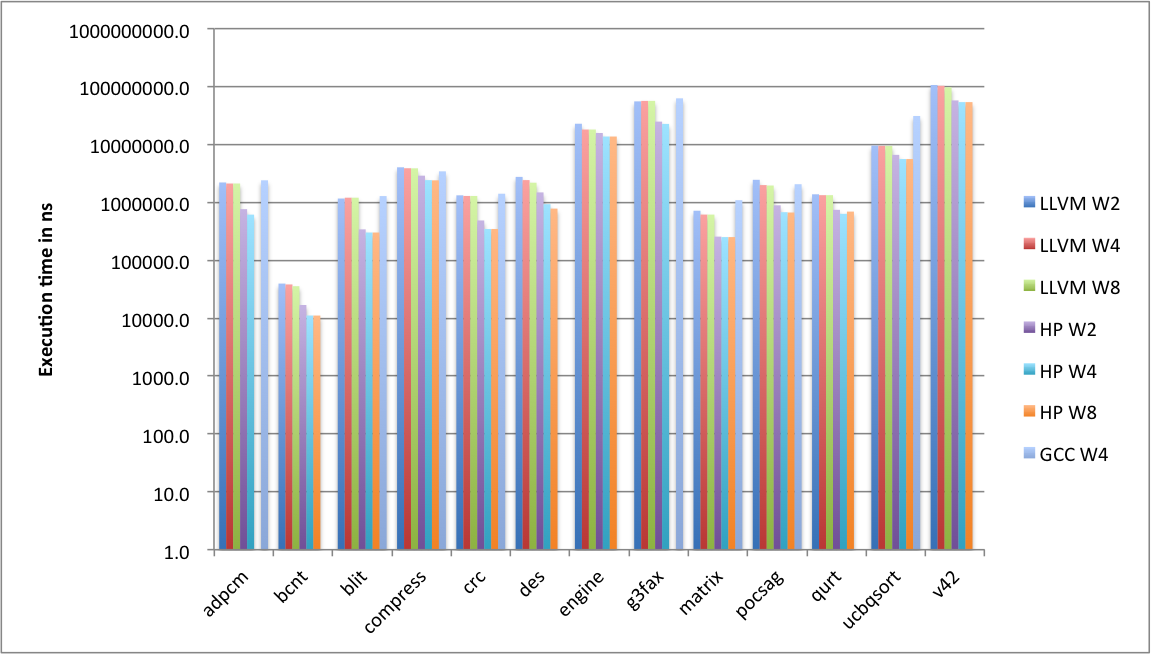 1000000000.0
100000000.0
10000000.0
1000000.0
100000.0
10000.0
1000.0
100.0
10.0
1.0
Execution time in ns
adpcm
bcnt
blit
compress
crc
des
engine
g3fax
matrix
pocsag
qurt
ucbqsort
v42
LLVM W2
LLVM W4
LLVM W8
HP W2
HP W4
HP W8
GCC W4